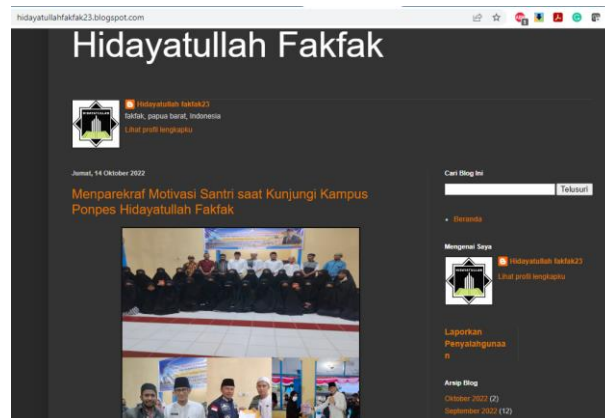 hidayatullahfakfak23.blogspot.com
Hidayatullah Fakfak
Hidayatullah fakfak23
fakfak, papua barat, Indonesia
Lihat profil lengkapku
Jumat, 14 Oktober 2022
Menparekraf Motivasi Santri saat Kunjungi Kampus
Ponpes Hidayatullah Fakfak
Cari Blog Ini
Telusuri
Beranda
Mengenai Saya
Hidayatullah fakfak23
Lihat profil lengkapku
Laporkan
Penyalahgunaa
n
Arsip Blog
Oktober 2022 (2)
September 2022 (12)